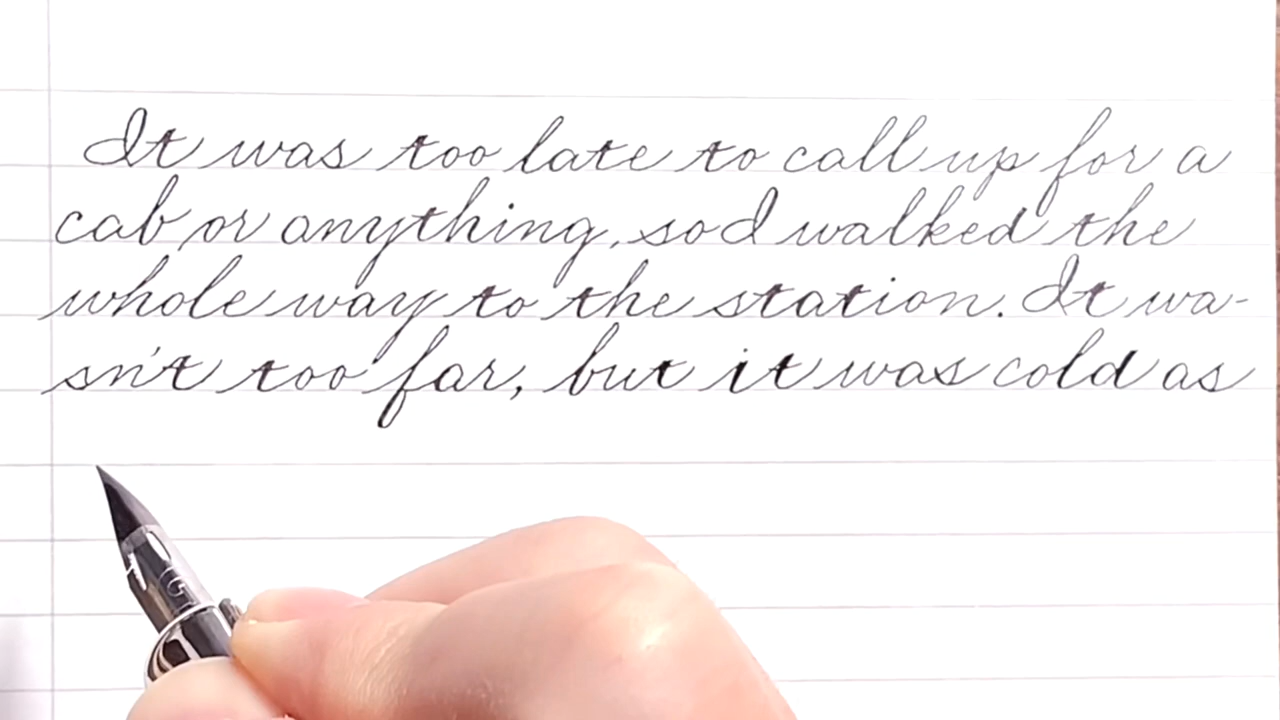 It was too late to call up for a
cab or anything, so I walked the
whole way to the station. It wa-
sn't too far, but it was cold as
G